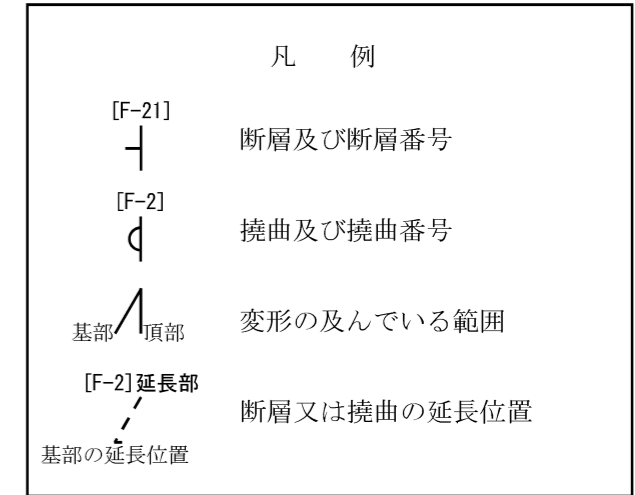 凡 例
[F-21]
断層及び断層番号
[F-2]
撓曲及び撓曲番号
基部 頂部
変形の及んでいる範囲
[F-2]延長部
断層又は撓曲の延長位置
基部の延長位置